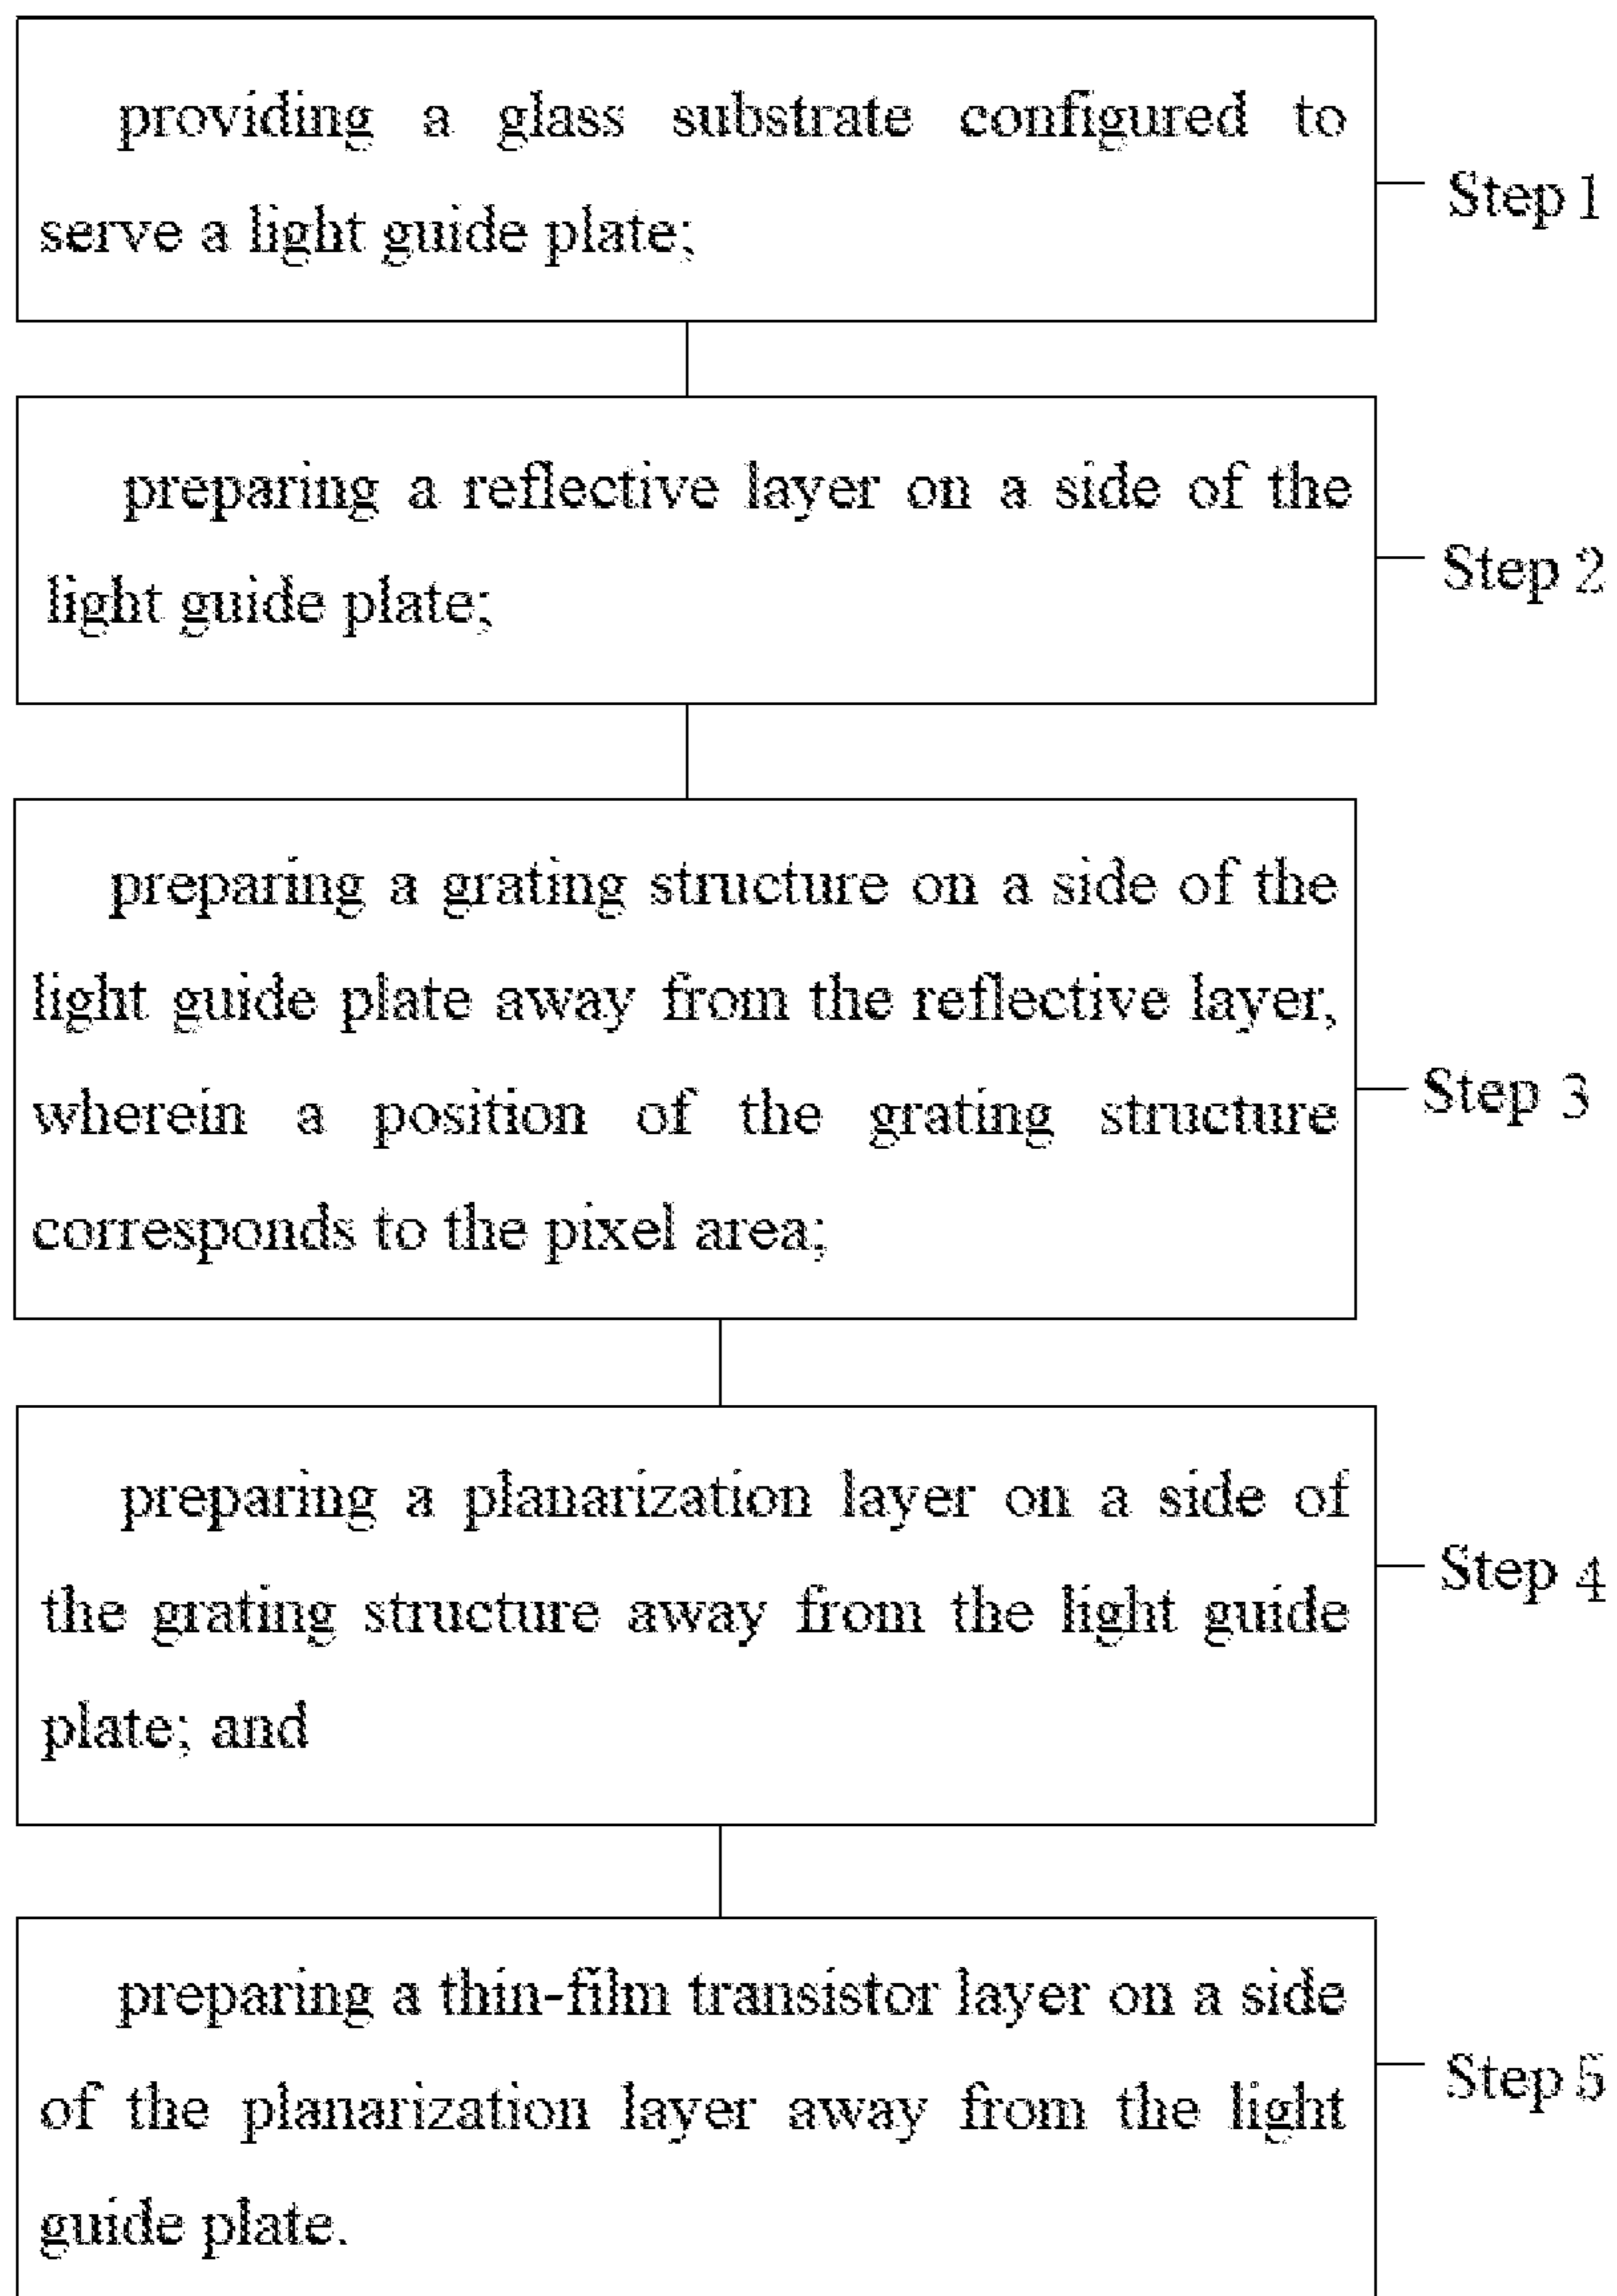 providing a glass substrate configured to
serve a light guide plate;
Step 1
preparing a reflective layer on a side of the
light guide plate;
Step 2
preparing a grating structure on a side of the
light guide plate away from the reflective layer,
wherein a position of the grating structure
corresponds to the pixel area;
Step 3
preparing a planarization layer on a side of
the grating structure away from the light guide
plate; and
Step 4
preparing a thin-film transistor layer on a side
of the planarization layer away from the light
guide plate.
Step 5